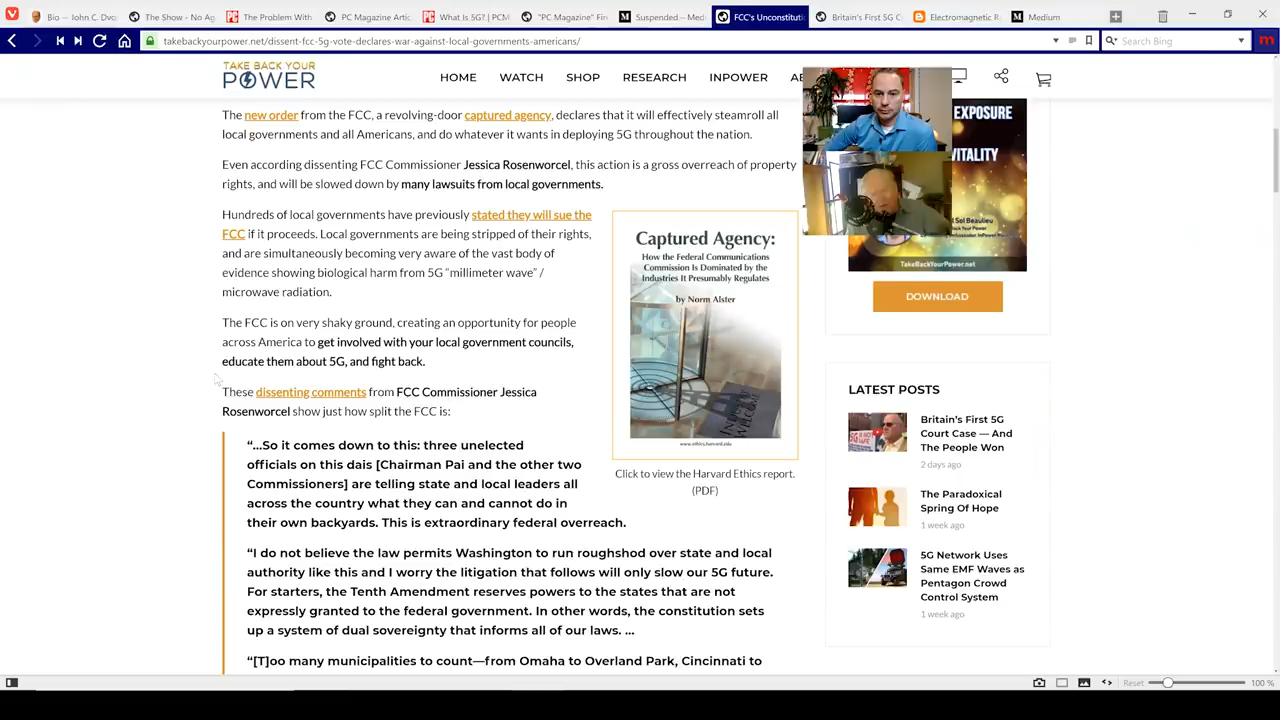 Bio — John C. Dvo
The Show - No Ag
The Problem With
PC Magazine Artic
What Is 5G? | PCM
"PC Magazine" Fire
Suspended – Med
FCC's Unconstituti
Britain's First 5G C
Electromagnetic R
Medium
takebackyourpower.net/dissent-fcc-5g-vote-declares-war-against-local-governments-americans/
Search Bing
TAKE BACK YOUR
POWER
HOME
WATCH
SHOP
RESEARCH
INPOWER
AB
The new order from the FCC, a revolving-door captured agency, declares that it will effectively steamroll all
local governments and all Americans, and do whatever it wants in deploying 5G throughout the nation.
Even according dissenting FCC Commissioner Jessica Rosenworcel, this action is a gross overreach of property
rights, and will be slowed down by many lawsuits from local governments.
Hundreds of local governments have previously stated they will sue the
FCC if it proceeds. Local governments are being stripped of their rights,
and are simultaneously becoming very aware of the vast body of
evidence showing biological harm from 5G "millimeter wave" /
microwave radiation.
The FCC is on very shaky ground, creating an opportunity for people
across America to get involved with your local government councils,
educate them about 5G, and fight back.
These dissenting comments from FCC Commissioner Jessica
Rosenworcel show just how split the FCC is:
"…So it comes down to this: three unelected
officials on this dais [Chairman Pai and the other two
Commissioners] are telling state and local leaders all
across the country what they can and cannot do in
their own backyards. This is extraordinary federal overreach.
"I do not believe the law permits Washington to run roughshod over state and local
authority like this and I worry the litigation that follows will only slow our 5G future.
For starters, the Tenth Amendment reserves powers to the states that are not
expressly granted to the federal government. In other words, the constitution sets
up a system of dual sovereignty that informs all of our laws. ...
"[T]oo many municipalities to count—from Omaha to Overland Park, Cincinnati to
Captured Agency:
How the Federal Communications
Commission Is Dominated by the
Industries It Presumably Regulates
by Norm Alster
www.ethics.harvard.edu
Click to view the Harvard Ethics report.
(PDF)
EXPOSURE
VITALITY
Sol Beaulieu
TakeBackYourPower.net
DOWNLOAD
LATEST POSTS
Britain's First 5G
Court Case — And
The People Won
2 days ago
The Paradoxical
Spring Of Hope
1 week ago
5G Network Uses
Same EMF Waves as
Pentagon Crowd
Control System
1 week ago
Reset
100 %